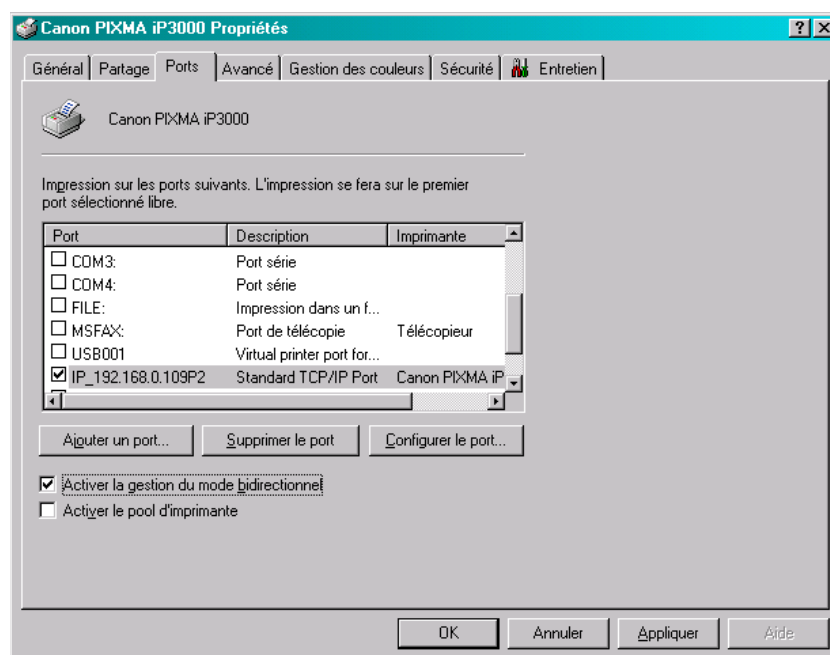 Canon PIXMA iP3000 Propriétés
Général Partage Ports Avancé Gestion des couleurs Sécurité Entretien
Canon PIXMA iP3000
Impression sur les ports suivants. L'impression se fera sur le premier
port sélectionné libre.
Port Description Imprimante
COM3: Port série
COM4: Port série
FILE: Impression dans un f...
MSFAX: Port de télécopie Télécopieur
USB001 Virtual printer port for...
IP_192.168.0.109P2 Standard TCP/IP Port Canon PIXMA iP
Ajouter un port... Supprimer le port Configurer le port...
Activer la gestion du mode bidirectionnel
Activer le pool d'imprimante
OK Annuler Appliquer Aide